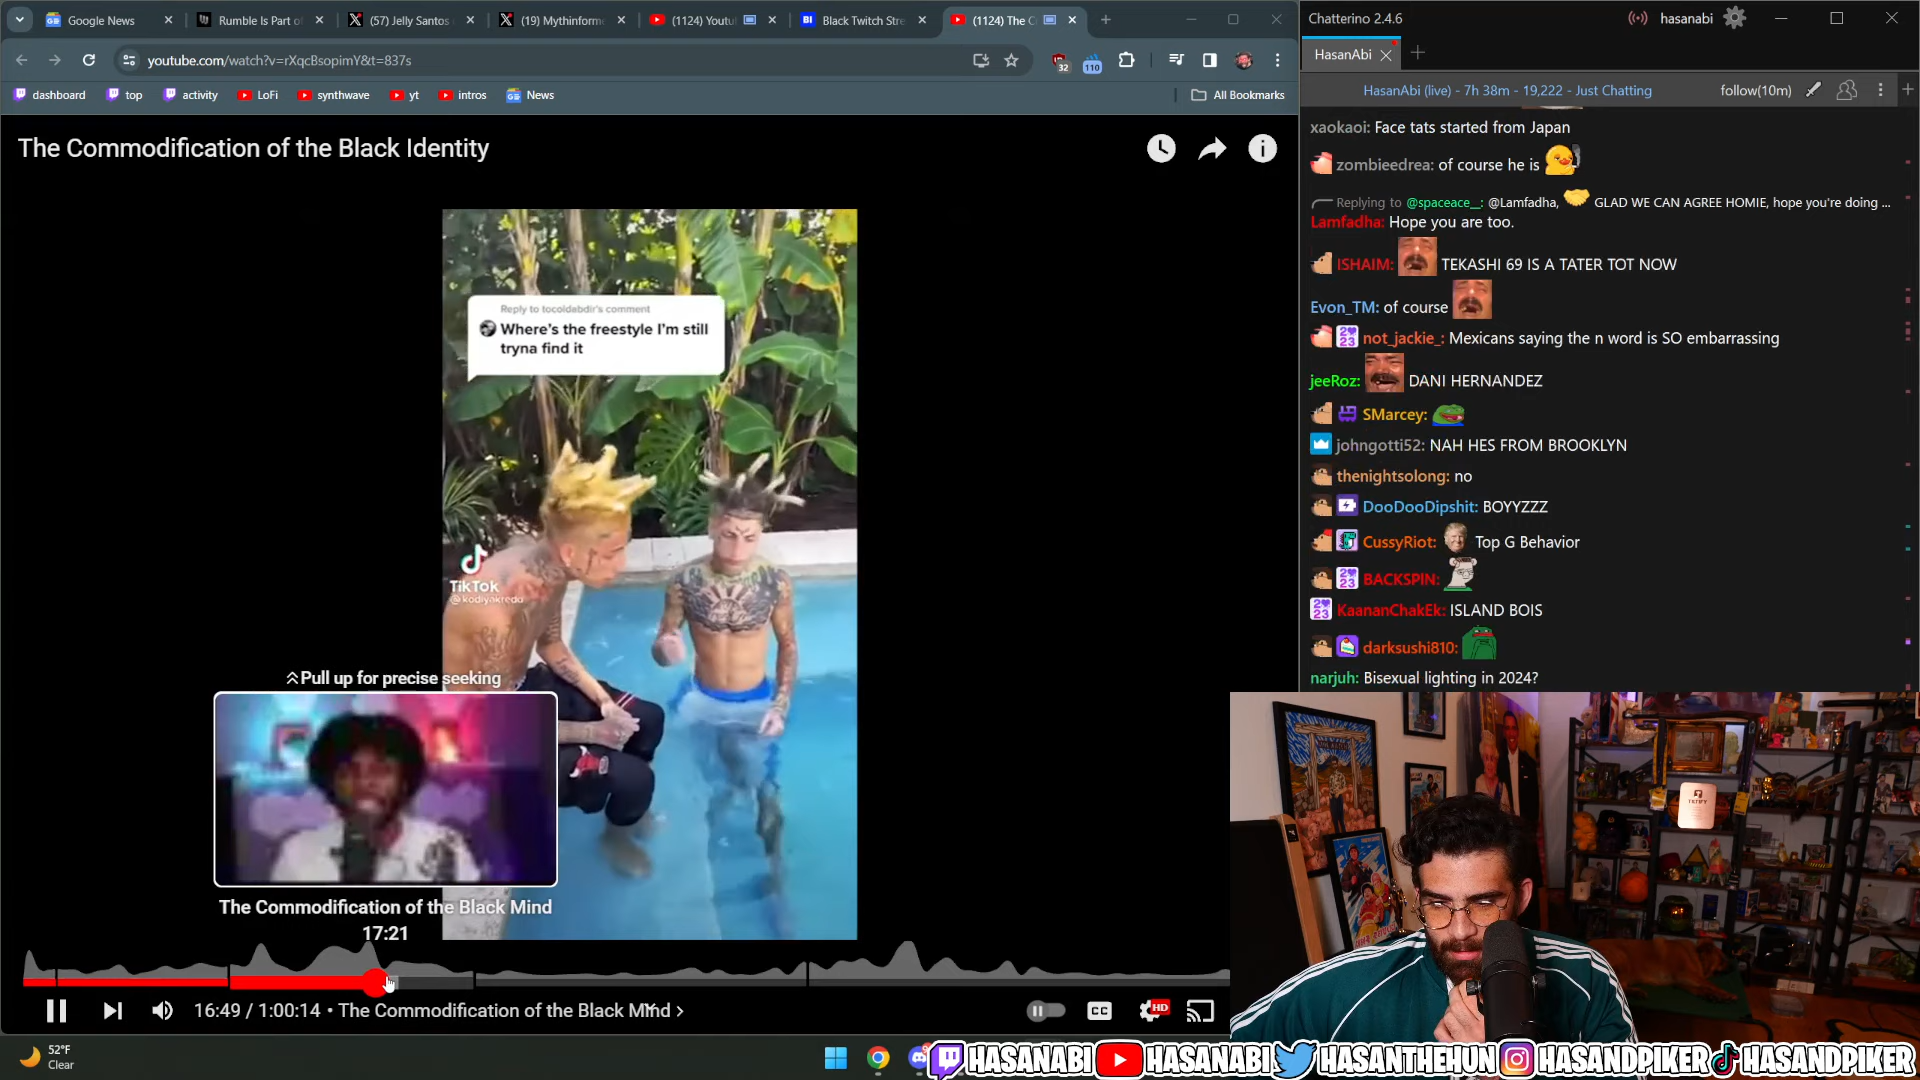 Google News
Rumble Is Part of
(57) Jelly Santos
(19) Mythinform
(1124) Youtu
Black Twitch Stre
(1124) The C
youtube.com/watch?v=rXqcBsopimY&t=837s
32
110
dashboard
top
activity
LoFi
synthwave
yt
intros
News
All Bookmarks
The Commodification of the Black Identity
Reply to tocoldabdir's comment
Where's the freestyle I'm still
tryna find it
TikTok
@kodiyakredd
Pull up for precise seeking
The Commodification of the Black Mind
17:21
16:49 / 1:00:14 • The Commodification of the Black Mind
CC
HD
52°F
Clear
Chatterino 2.4.6
hasanabi
HasanAbi
HasanAbi (live) - 7h 38m - 19,222 - Just Chatting
follow(10m)
xaokaoi: Face tats started from Japan
zombieedrea: of course he is
Replying to @spaceace__: @Lamfadha, GLAD WE CAN AGREE HOMIE, hope you're doing ...
Lamfadha: Hope you are too.
ISHAIM: TEKASHI 69 IS A TATER TOT NOW
Evon_TM: of course
not_jackie_: Mexicans saying the n word is SO embarrassing
jeeRoz: DANI HERNANDEZ
SMarcey:
johngotti52: NAH HES FROM BROOKLYN
thenightsolong: no
DooDooDipshit: BOYYZZZ
CussyRiot: Top G Behavior
BACKSPIN:
KaananChakEk: ISLAND BOIS
darksushi810:
narjuh: Bisexual lighting in 2024?
HASANABI
HASANABI
HASANTHEHUN
HASANDPIKER
HASANDPIKER